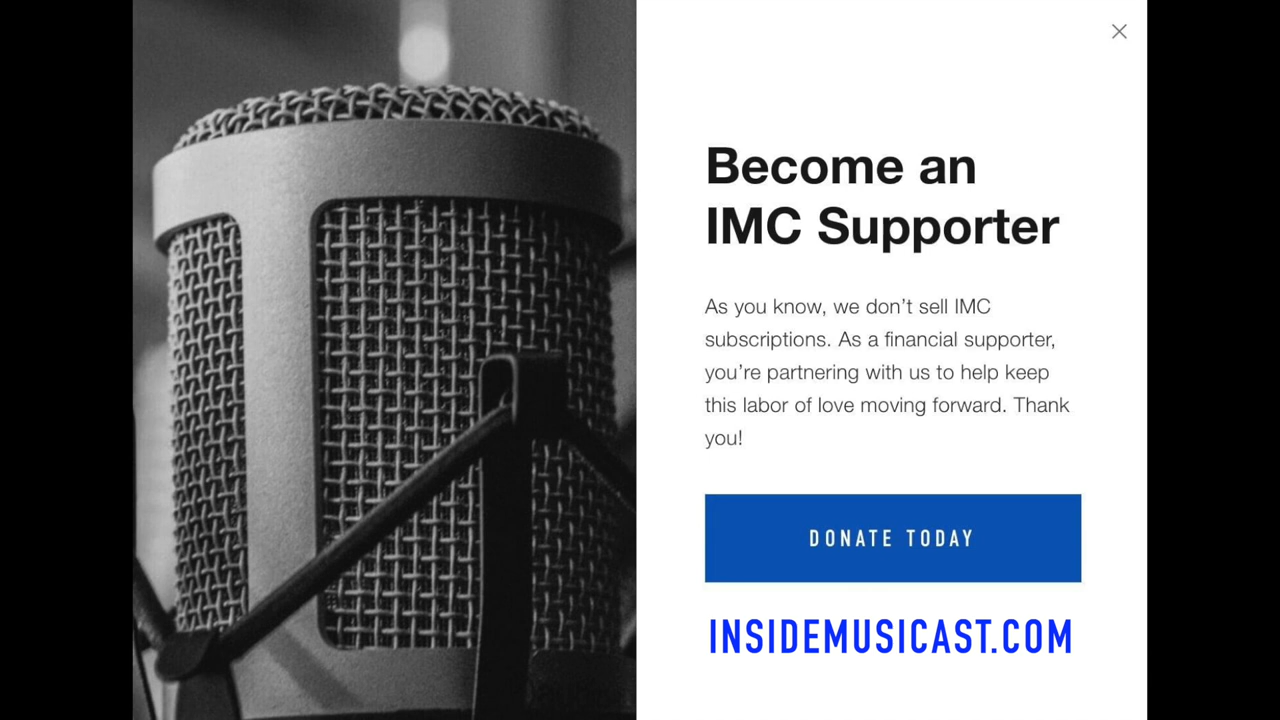 Become an
IMC Supporter
As you know, we don’t sell IMC
subscriptions. As a financial supporter,
you’re partnering with us to help keep
this labor of love moving forward. Thank
you!
DONATE TODAY
INSIDEMUSICAST.COM